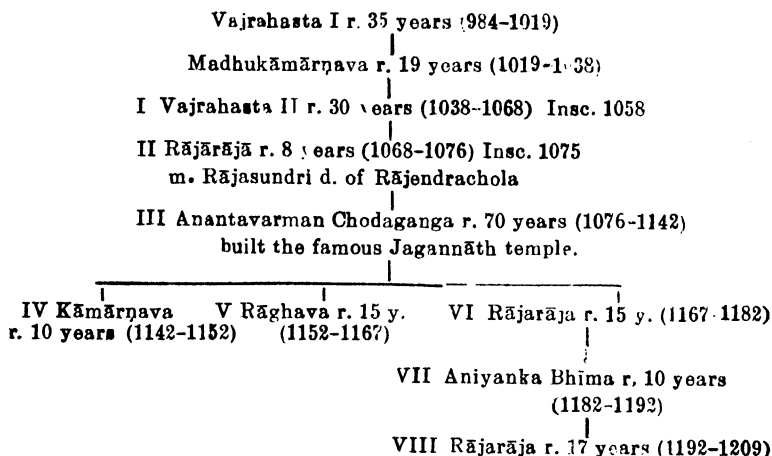 Vajrahasta I r. 35 years (984-1019)
Madhukāmārṇava r. 19 years (1019-1038)
I Vajrahasta II r. 30 years (1038-1068) Insc. 1058
II Rājārājā r. 8 years (1068-1076) Insc. 1075
m. Rājasundri d. of Rājendrachola
III Anantavarman Chodaganga r. 70 years (1076-1142)
built the famous Jagannāth temple.
IV Kāmārṇava V Rāghava r. 15 y. VI Rājarāja r. 15 y. (1167-1182)
r. 10 years (1142-1152) (1152-1167)
VII Aniyanka Bhīma r, 10 years
(1182-1192)
VIII Rājarāja r. 17 years (1192-1209)